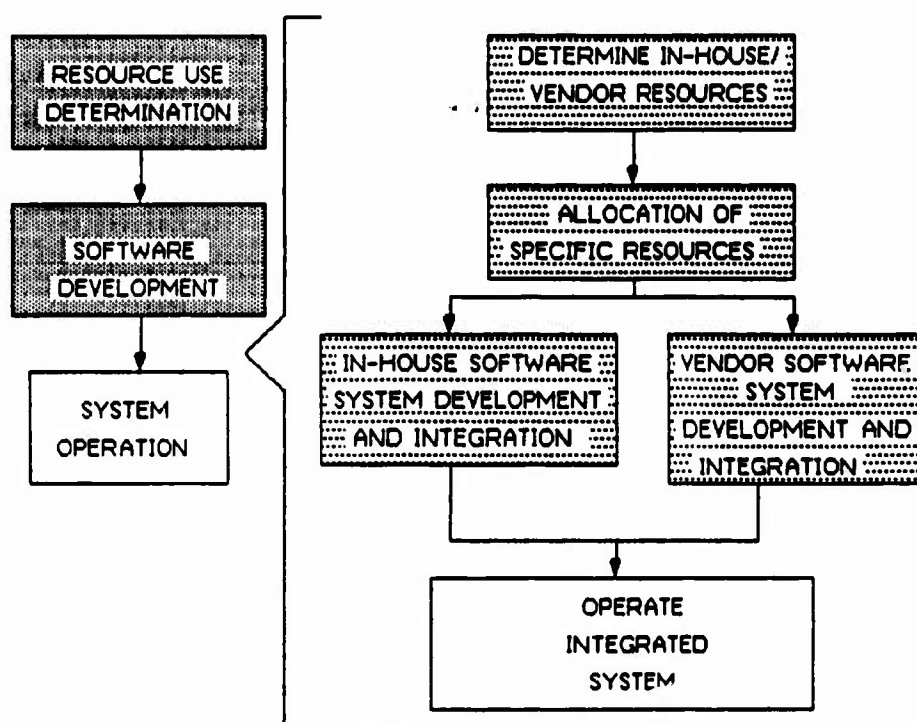 RESOURCE USE
DETERMINATION
SOFTWARE
DEVELOPMENT
SYSTEM
OPERATION
DETERMINE IN-HOUSE/
VENDOR RESOURCES
ALLOCATION OF
SPECIFIC RESOURCES
IN-HOUSE SOFTWARE
SYSTEM DEVELOPMENT
AND INTEGRATION
VENDOR SOFTWARE
SYSTEM
DEVELOPMENT AND
INTEGRATION
OPERATE
INTEGRATED
SYSTEM